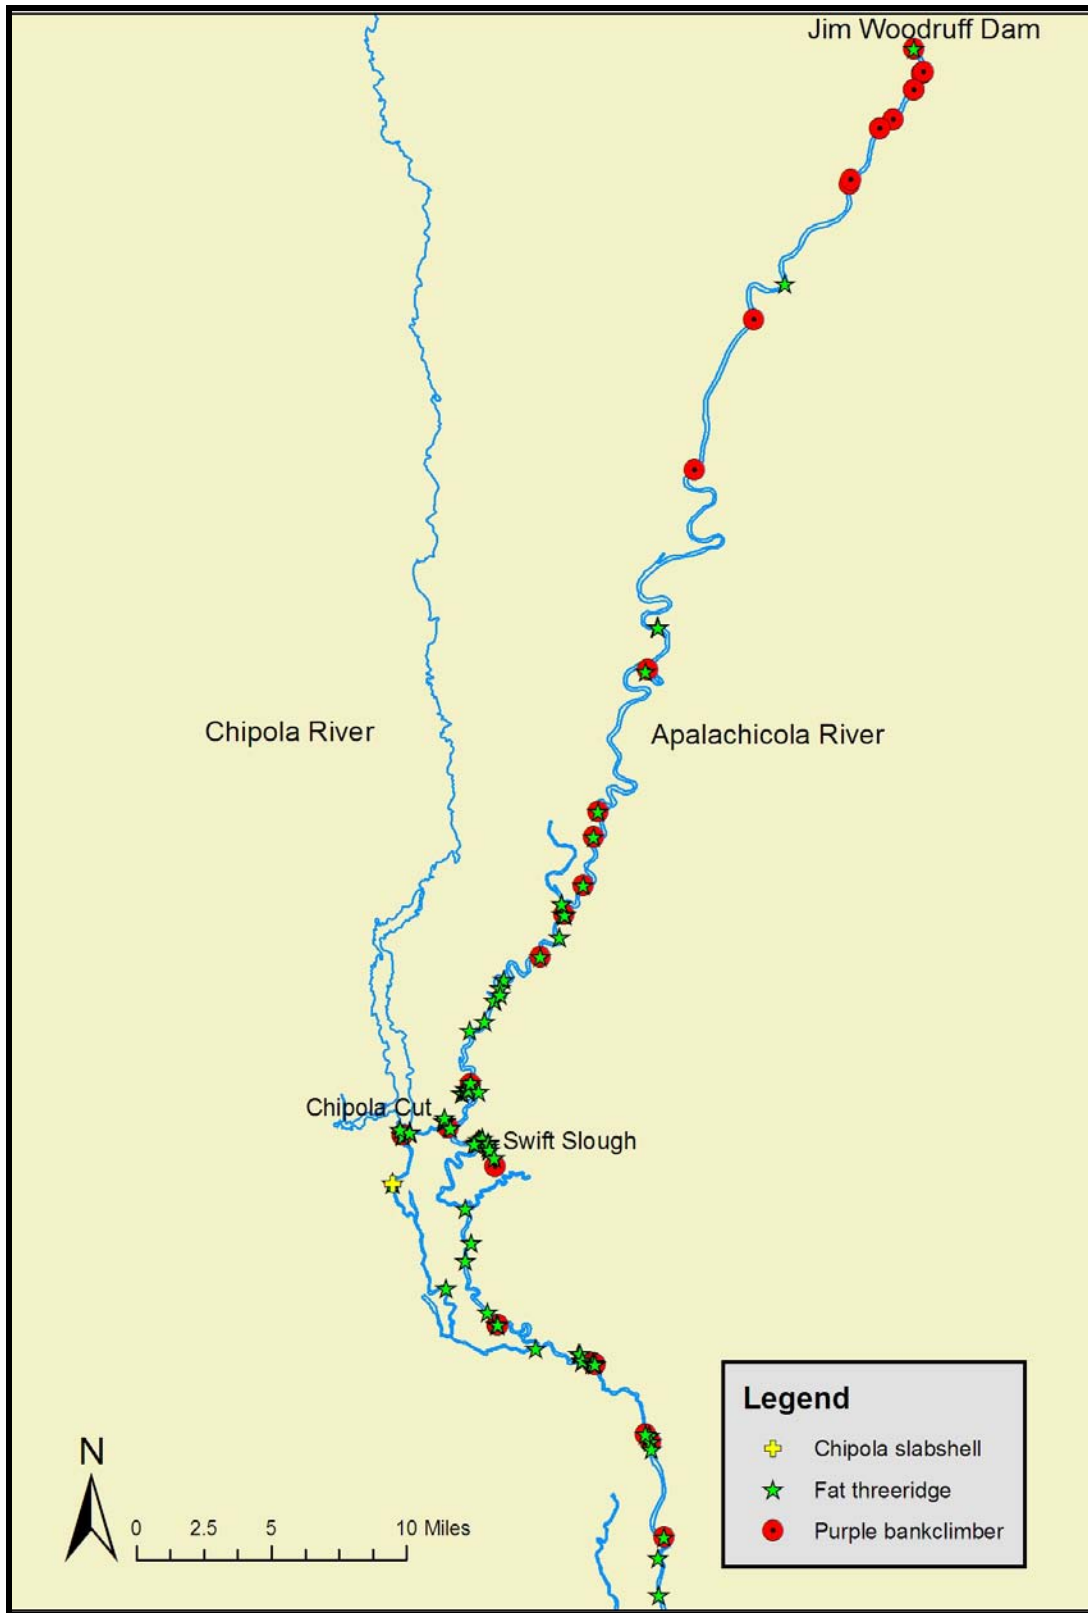 Jim Woodruff Dam
Chipola River
Apalachicola River
Chipola Cut
Swift Slough
Legend
Chipola slabshell
Fat threeridge
Purple bankclimber
N
0 2.5 5 10 Miles